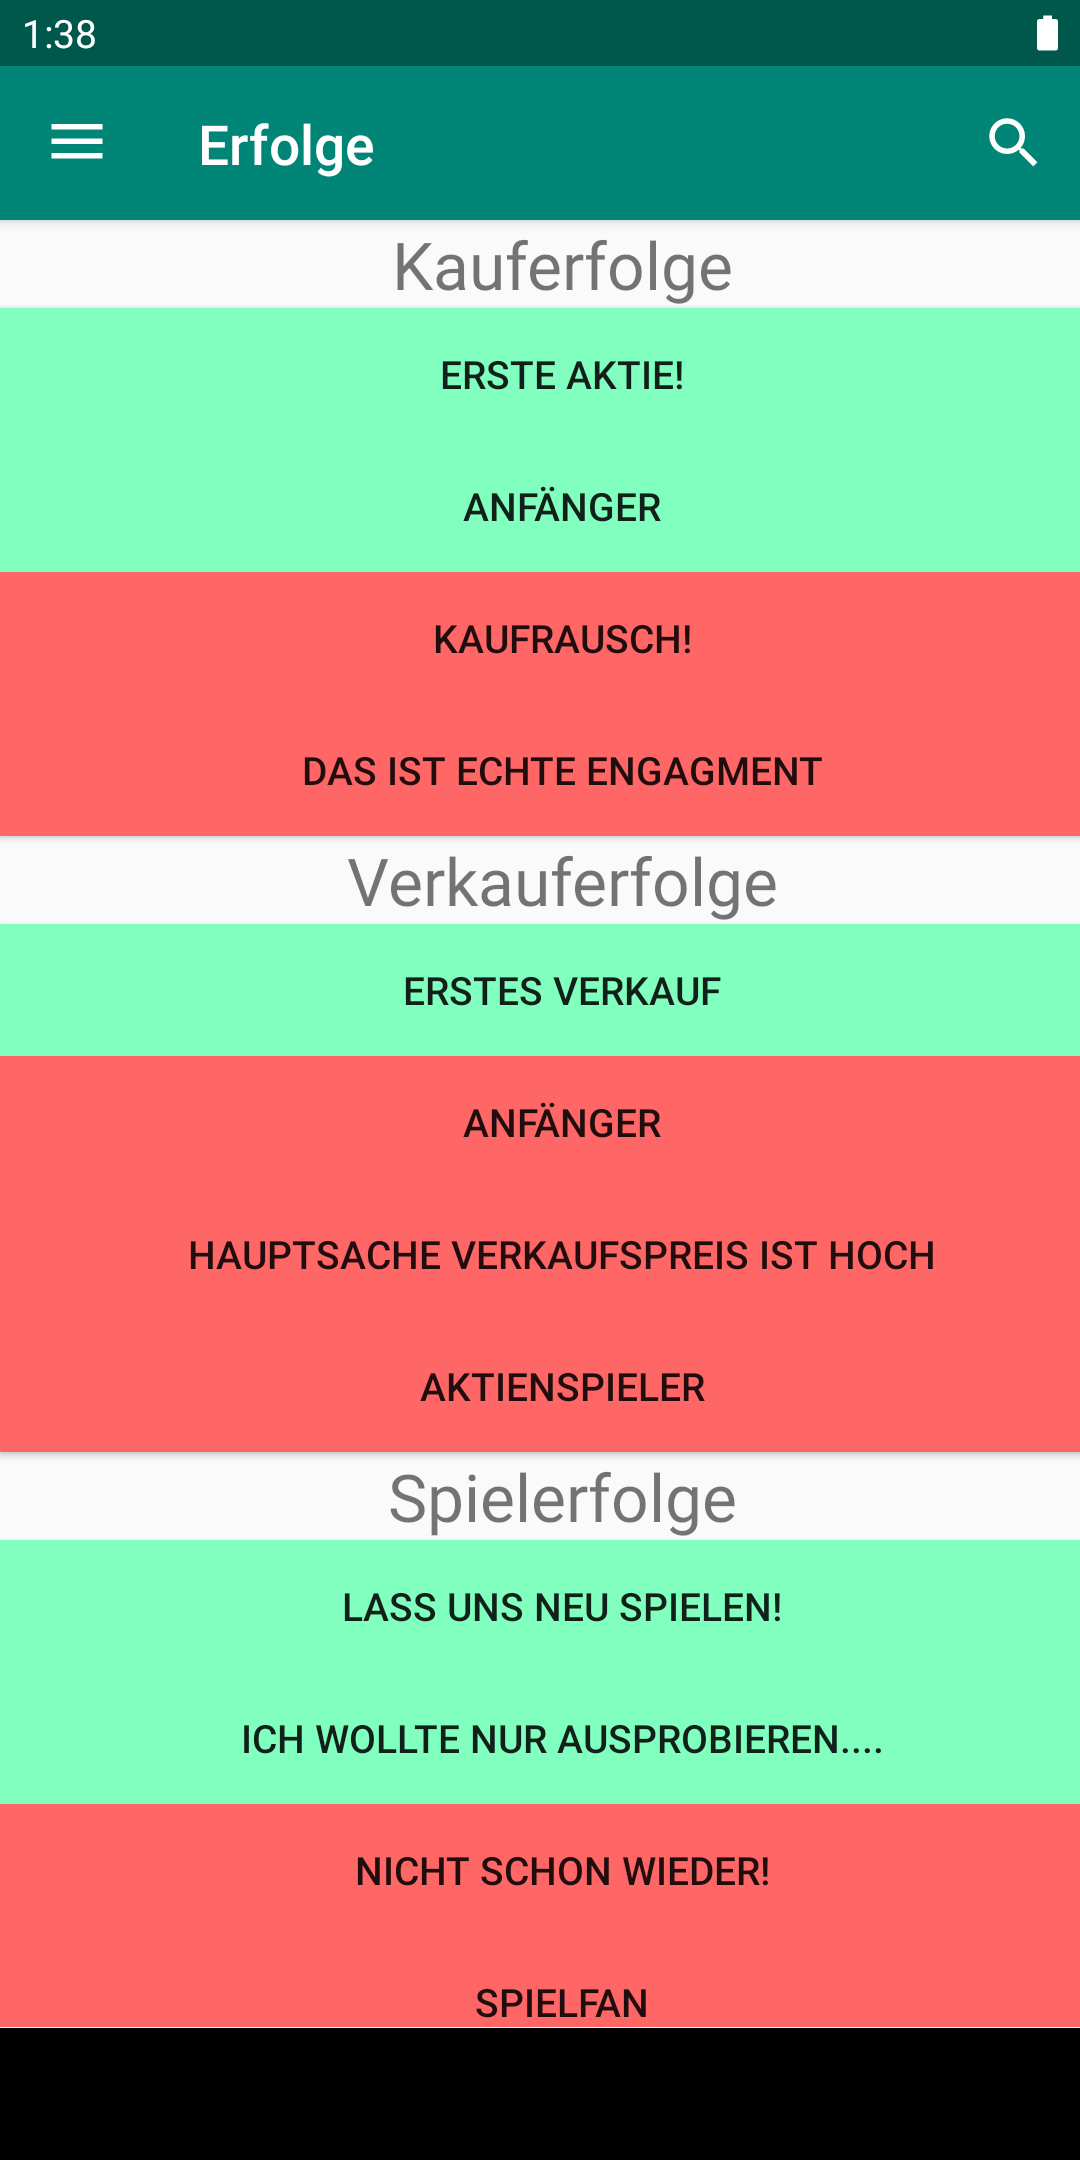 1:38
Erfolge
Kauferfolge
ERSTE AKTIE!
ANFÄNGER
KAUFRAUSCH!
DAS IST ECHTE ENGAGMENT
Verkauferfolge
ERSTES VERKAUF
ANFÄNGER
HAUPTSACHE VERKAUFSPREIS IST HOCH
AKTIENSPIELER
Spielerfolge
LASS UNS NEU SPIELEN!
ICH WOLLTE NUR AUSPROBIEREN....
NICHT SCHON WIEDER!
SPIELFAN